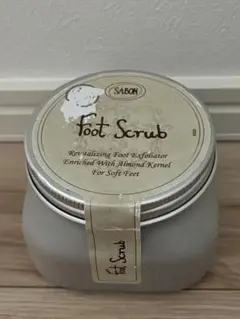 SABON
Foot Scrub
Revitalizing Foot Exfoliator
Enriched With Almond Kernel
For Soft Feet
Foot Scrub